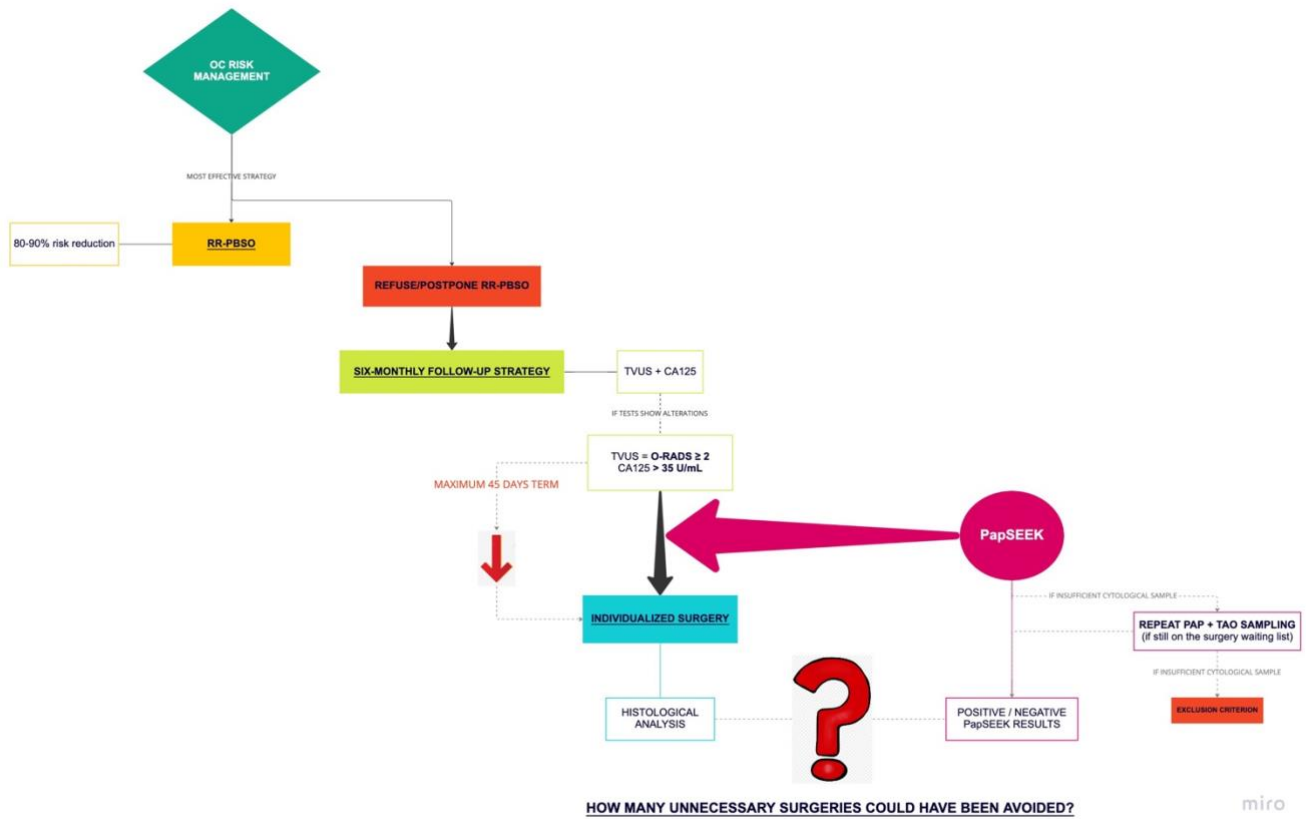 OC RISK
MANAGEMENT
MOST EFFECTIVE STRATEGY
80-90% risk reduction
RR-PBSO
REFUSE/POSTPONE RR-PBSO
SIX-MONTHLY FOLLOW-UP STRATEGY
TVUS + CA125
IF TESTS SHOW ALTERATIONS
TVUS = O-RADS ≥ 2
CA125 > 35 U/mL
MAXIMUM 45 DAYS TERM
PapSEEK
IF INSUFFICIENT CYTOLOGICAL SAMPLE
INDIVIDUALIZED SURGERY
REPEAT PAP + TAO SAMPLING
(if still on the surgery waiting list)
IF INSUFFICIENT CYTOLOGICAL SAMPLE
HISTOLOGICAL
ANALYSIS
?
POSITIVE / NEGATIVE
PapSEEK RESULTS
EXCLUSION CRITERION
HOW MANY UNNECESSARY SURGERIES COULD HAVE BEEN AVOIDED?
miro